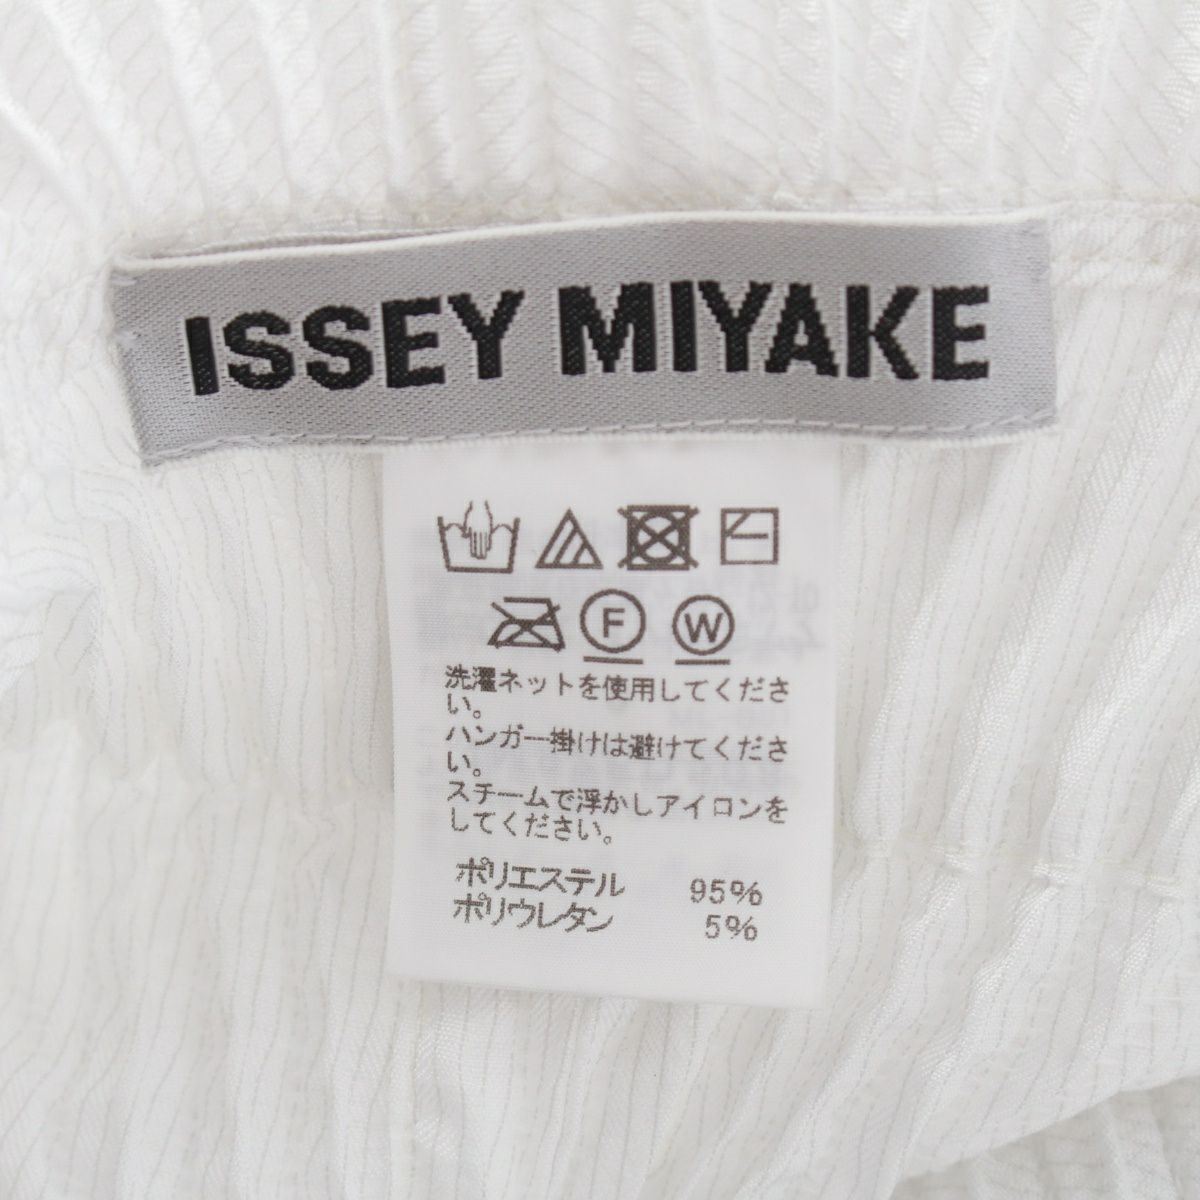 ISSEY MIYAKE
F W
洗濯ネットを使用してくださ
い。
ハンガー掛けは避けてくださ
い。
スチームで浮かしアイロンを
してください。
ポリエステル 95%
ポリウレタン 5%